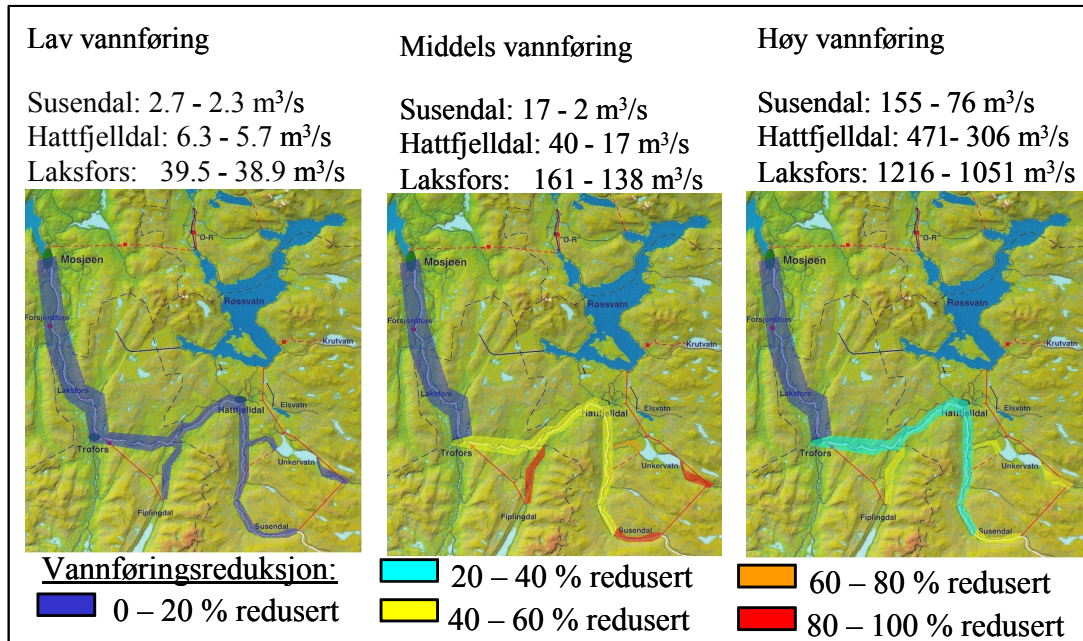 Lav vannføring
Susendal: 2.7 - 2.3 m³/s
Hattfjelldal: 6.3 - 5.7 m³/s
Laksfors: 39.5 - 38.9 m³/s
Middels vannføring
Susendal: 17 - 2 m³/s
Hattfjelldal: 40 - 17 m³/s
Laksfors: 161 - 138 m³/s
Høy vannføring
Susendal: 155 - 76 m³/s
Hattfjelldal: 471- 306 m³/s
Laksfors: 1216 - 1051 m³/s
"O-R"
Mosjøen
Røssvatn
Forsjordfors
Krutvatn
Laksfors
Elsvatn
Hattfjelldal
Trofors
Unkervatn
Fiplingdal
Susendal
"O-R"
Mosjøen
Røssvatn
Forsjordfors
Krutvatn
Laksfors
Elsvatn
Hattfjelldal
Trofors
Unkervatn
Fiplingdal
Susendal
"O-R"
Mosjøen
Røssvatn
Forsjordfors
Krutvatn
Laksfors
Elsvatn
Hattfjelldal
Trofors
Unkervatn
Fiplingdal
Susendal
Vannføringsreduksjon:
0 – 20 % redusert
20 – 40 % redusert
40 – 60 % redusert
60 – 80 % redusert
80 – 100 % redusert